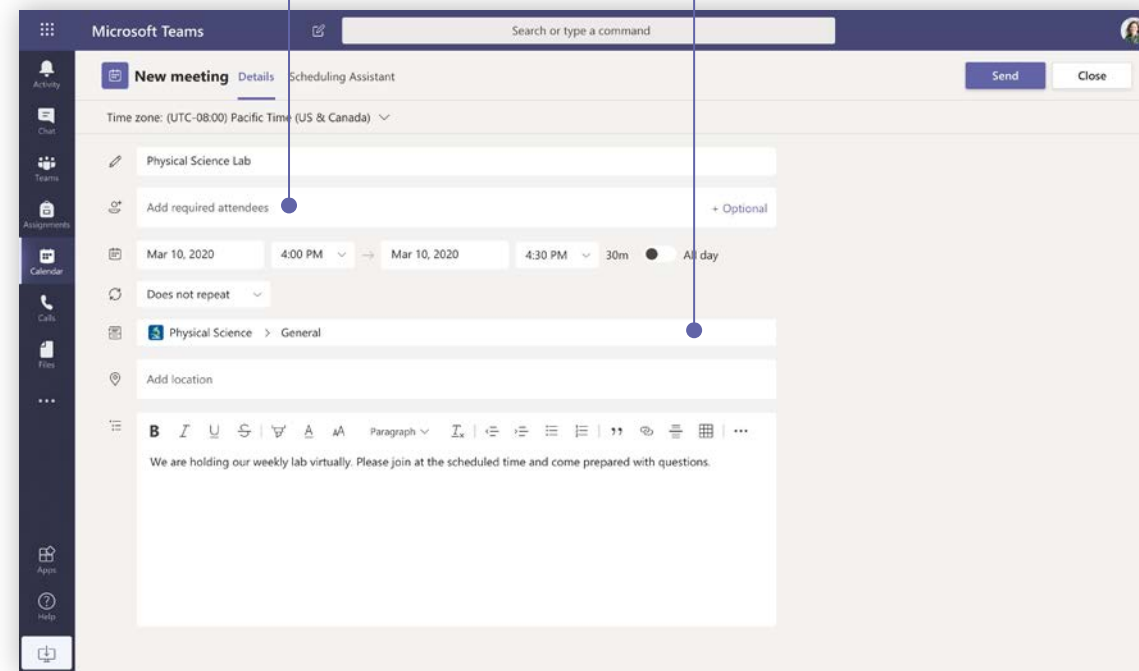 Microsoft Teams
Search or type a command
Activity
Chat
Teams
Assignments
Calendar
Calls
Files
Apps
Help
New meeting Details Scheduling Assistant
Send Close
Time zone: (UTC-08:00) Pacific Time (US & Canada)
Physical Science Lab
Add required attendees + Optional
Mar 10, 2020 4:00 PM → Mar 10, 2020 4:30 PM 30m All day
Does not repeat
Physical Science > General
Add location
B I U S A AA Paragraph Tx
We are holding our weekly lab virtually. Please join at the scheduled time and come prepared with questions.